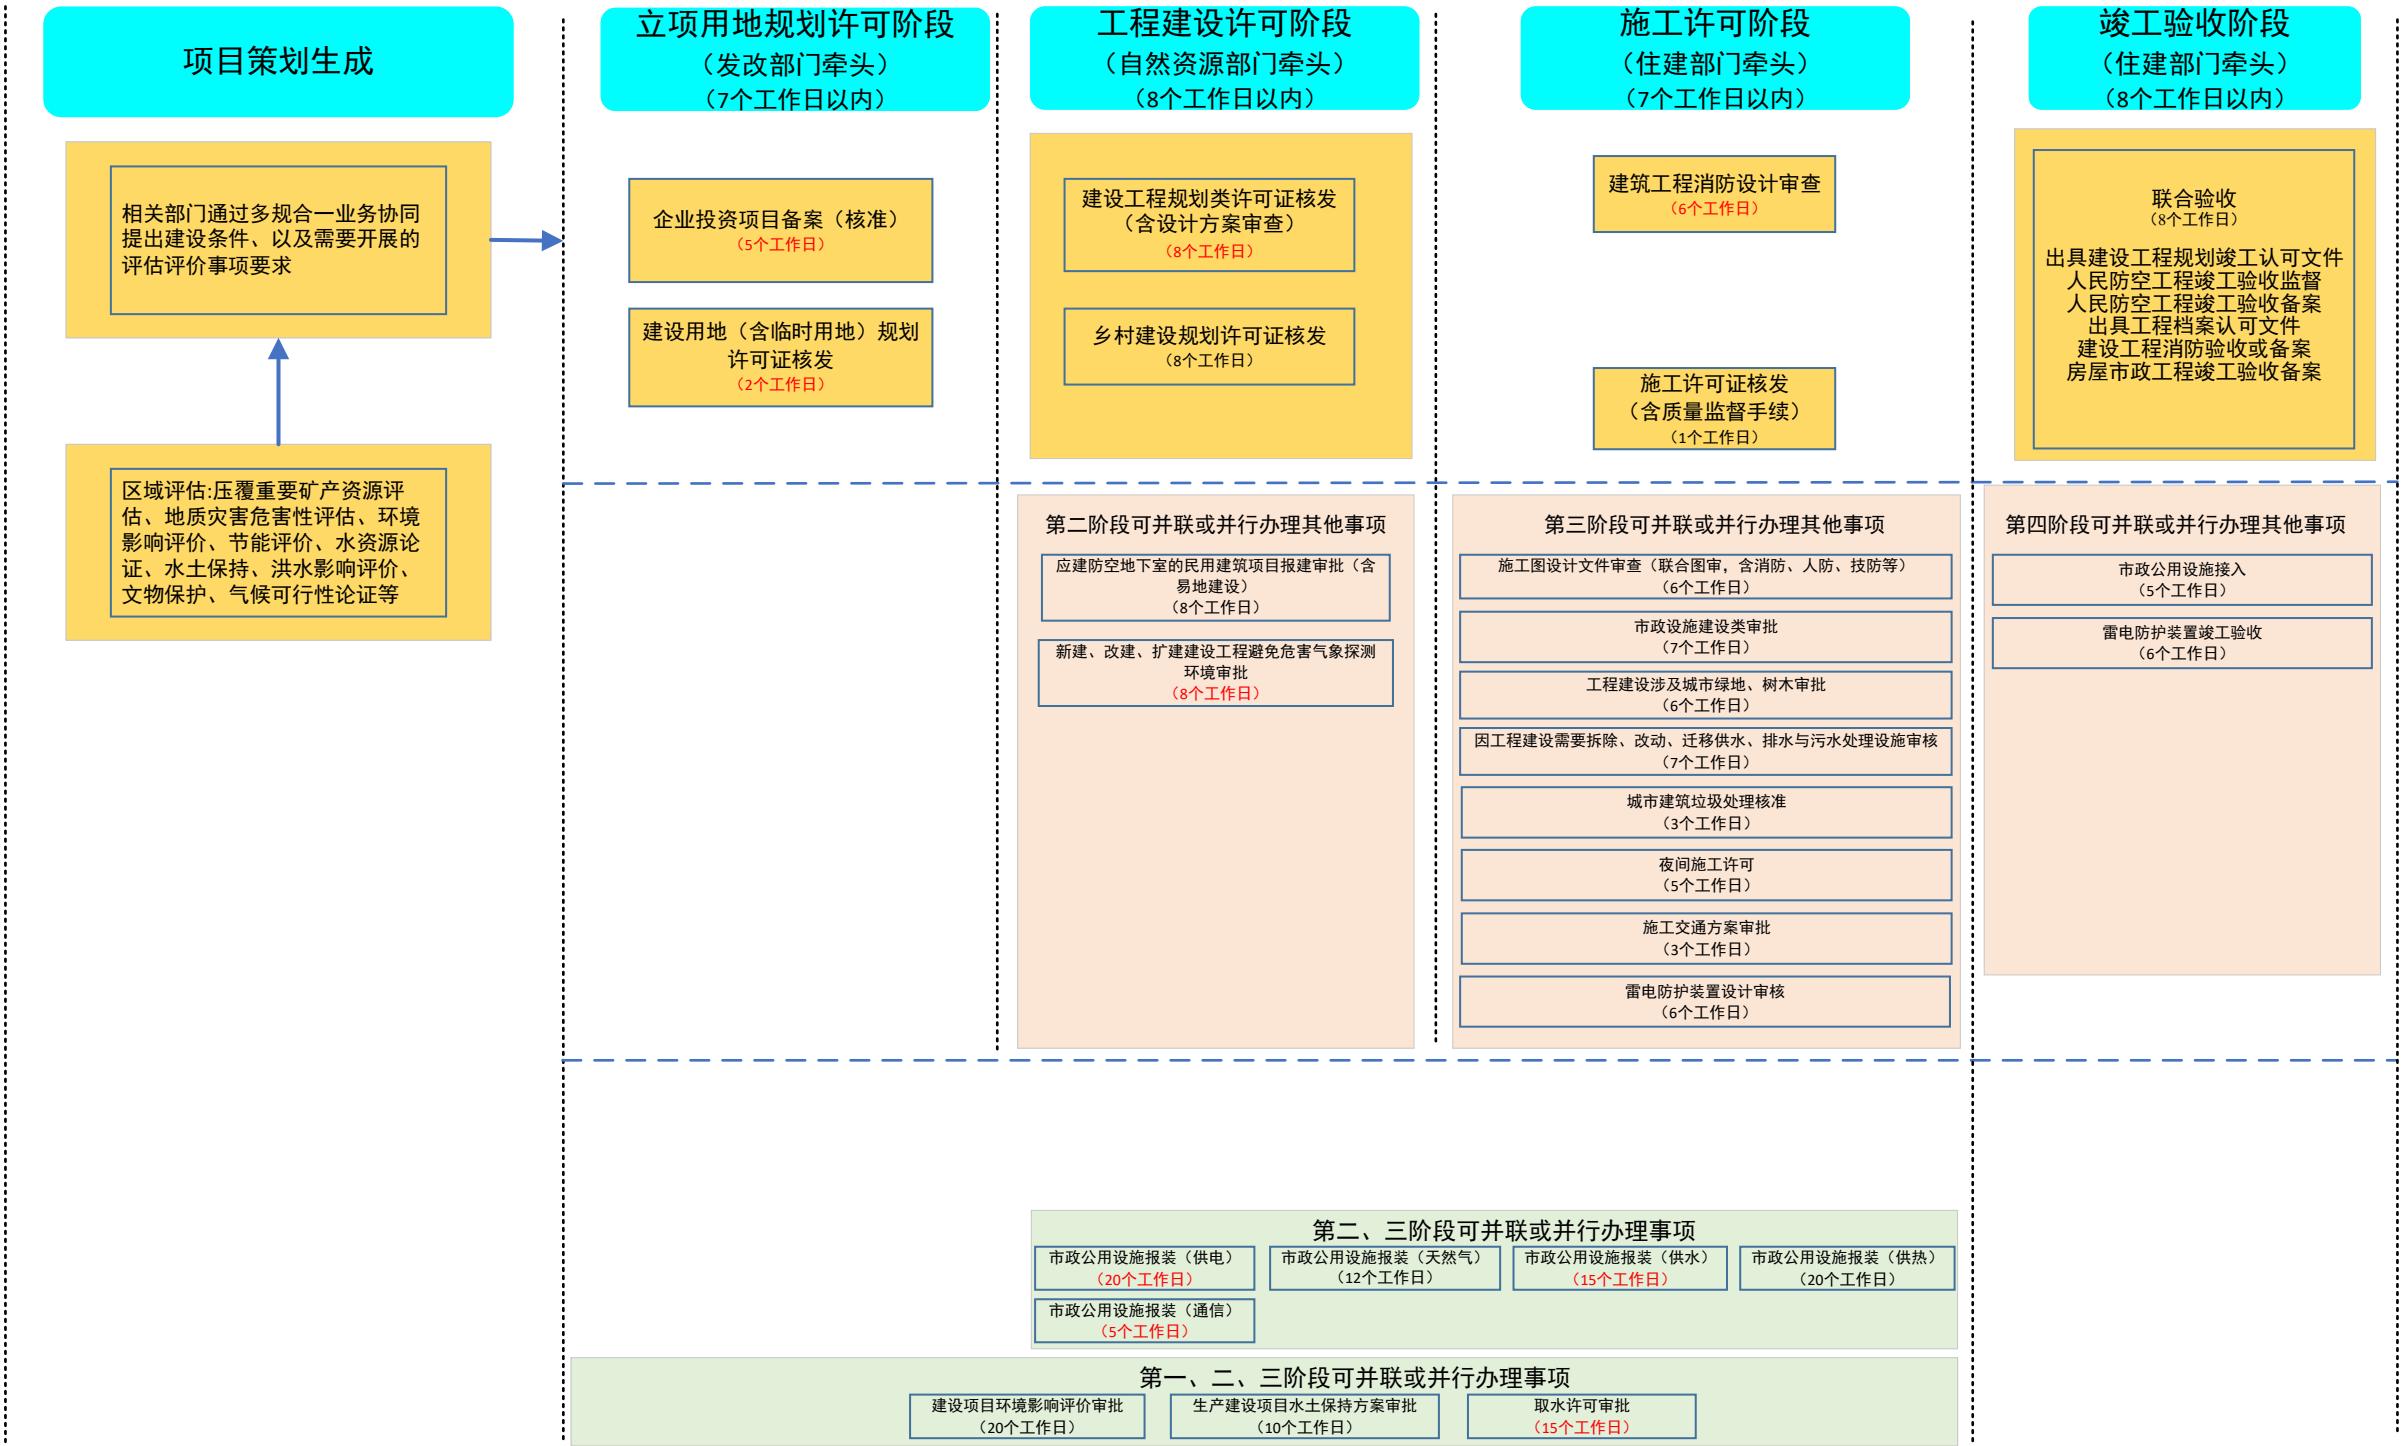 项目策划生成
相关部门通过多规合一业务协同
提出建设条件、以及需要开展的
评估评价事项要求
区域评估:压覆重要矿产资源评
估、地质灾害危害性评估、环境
影响评价、节能评价、水资源论
证、水土保持、洪水影响评价、
文物保护、气候可行性论证等
立项用地规划许可阶段
（发改部门牵头）
（7个工作日以内）
企业投资项目备案（核准）
（5个工作日）
建设用地（含临时用地）规划
许可证核发
（2个工作日）
工程建设许可阶段
（自然资源部门牵头）
（8个工作日以内）
建设工程规划类许可证核发
（含设计方案审查）
（8个工作日）
乡村建设规划许可证核发
（8个工作日）
第二阶段可并联或并行办理其他事项
应建防空地下室的民用建筑项目报建审批（含
易地建设）
（8个工作日）
新建、改建、扩建建设工程避免危害气象探测
环境审批
（8个工作日）
施工许可阶段
（住建部门牵头）
（7个工作日以内）
建筑工程消防设计审查
（6个工作日）
施工许可证核发
（含质量监督手续）
（1个工作日）
第三阶段可并联或并行办理其他事项
施工图设计文件审查（联合图审，含消防、人防、技防等）
（6个工作日）
市政设施建设类审批
（7个工作日）
工程建设涉及城市绿地、树木审批
（6个工作日）
因工程建设需要拆除、改动、迁移供水、排水与污水处理设施审核
（7个工作日）
城市建筑垃圾处理核准
（3个工作日）
夜间施工许可
（5个工作日）
施工交通方案审批
（3个工作日）
雷电防护装置设计审核
（6个工作日）
竣工验收阶段
（住建部门牵头）
（8个工作日以内）
联合验收
（8个工作日）
出具建设工程规划竣工认可文件
人民防空工程竣工验收监督
人民防空工程竣工验收备案
出具工程档案认可文件
建设工程消防验收或备案
房屋市政工程竣工验收备案
第四阶段可并联或并行办理其他事项
市政公用设施接入
（5个工作日）
雷电防护装置竣工验收
（6个工作日）
第二、三阶段可并联或并行办理事项
市政公用设施报装（供电）
（20个工作日）
市政公用设施报装（天然气）
（12个工作日）
市政公用设施报装（供水）
（15个工作日）
市政公用设施报装（供热）
（20个工作日）
市政公用设施报装（通信）
（5个工作日）
第一、二、三阶段可并联或并行办理事项
建设项目环境影响评价审批
（20个工作日）
生产建设项目水土保持方案审批
（10个工作日）
取水许可审批
（15个工作日）